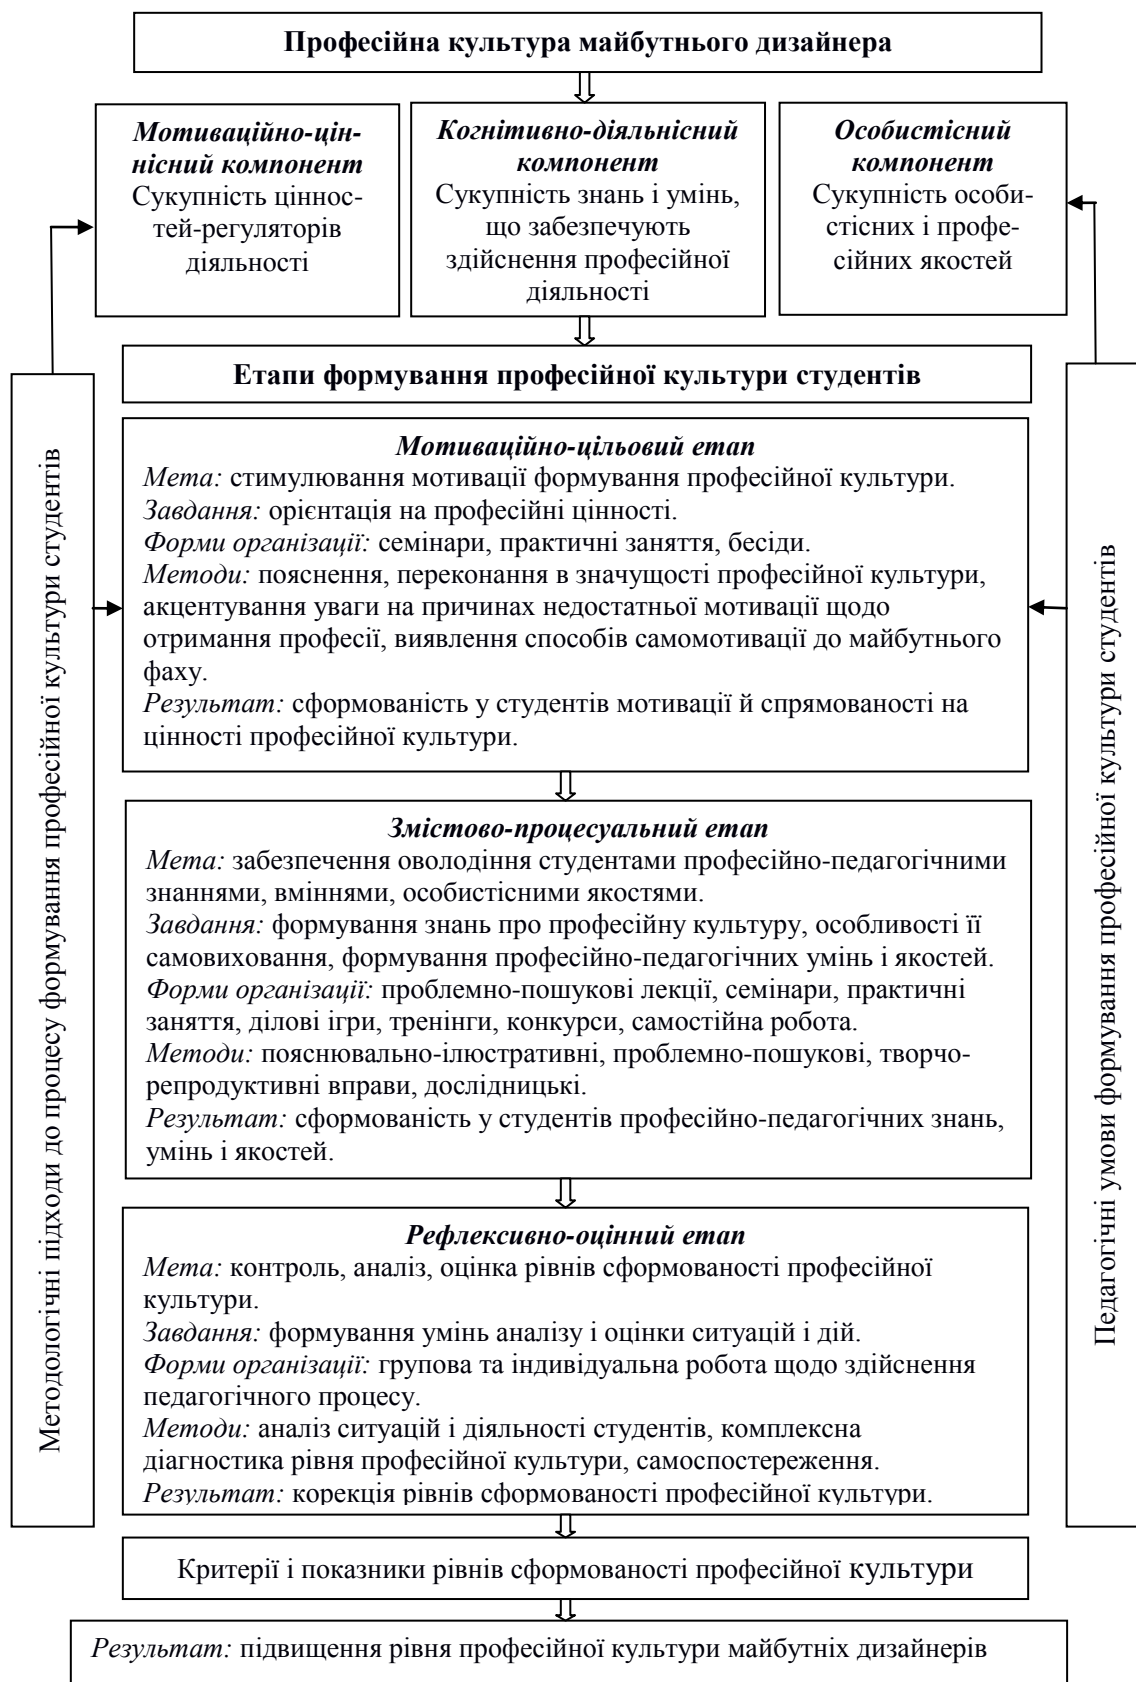 Професійна культура майбутнього дизайнера
Мотиваційно-цін-
нісний компонент
Сукупність ціннос-
тей-регуляторів
діяльності
Когнітивно-діяльнісний
компонент
Сукупність знань і умінь,
що забезпечують
здійснення професійної
діяльності
Особистісний
компонент
Сукупність особи-
стісних і профе-
сійних якостей
Етапи формування професійної культури студентів
Методологічні підходи до процесу формування професійної культури студентів
Мотиваційно-цільовий етап
Мета: стимулювання мотивації формування професійної культури.
Завдання: орієнтація на професійні цінності.
Форми організації: семінари, практичні заняття, бесіди.
Методи: пояснення, переконання в значущості професійної культури,
акцентування уваги на причинах недостатньої мотивації щодо
отримання професії, виявлення способів самомотивації до майбутнього
фаху.
Результат: сформованість у студентів мотивації й спрямованості на
цінності професійної культури.
Змістово-процесуальний етап
Мета: забезпечення оволодіння студентами професійно-педагогічними
знаннями, вміннями, особистісними якостями.
Завдання: формування знань про професійну культуру, особливості її
самовиховання, формування професійно-педагогічних умінь і якостей.
Форми організації: проблемно-пошукові лекції, семінари, практичні
заняття, ділові ігри, тренінги, конкурси, самостійна робота.
Методи: пояснювально-ілюстративні, проблемно-пошукові, творчо-
репродуктивні вправи, дослідницькі.
Результат: сформованість у студентів професійно-педагогічних знань,
умінь і якостей.
Рефлексивно-оцінний етап
Мета: контроль, аналіз, оцінка рівнів сформованості професійної
культури.
Завдання: формування умінь аналізу і оцінки ситуацій і дій.
Форми організації: групова та індивідуальна робота щодо здійснення
педагогічного процесу.
Методи: аналіз ситуацій і діяльності студентів, комплексна
діагностика рівня професійної культури, самоспостереження.
Результат: корекція рівнів сформованості професійної культури.
Педагогічні умови формування професійної культури студентів
Критерії і показники рівнів сформованості професійної культури
Результат: підвищення рівня професійної культури майбутніх дизайнерів